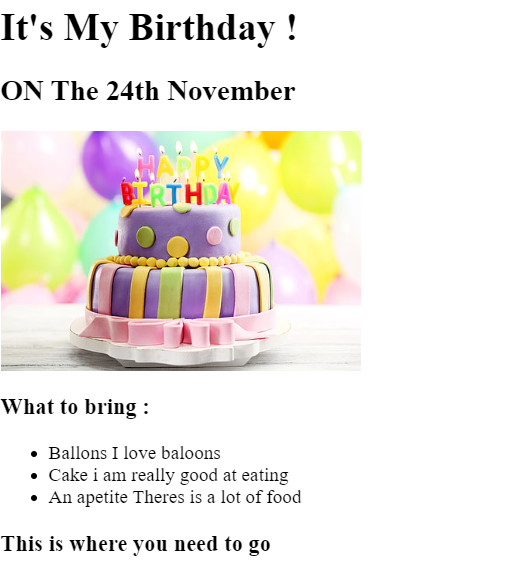 It's My Birthday !
ON The 24th November
HAPPY
BIRTHDAY
What to bring :
Ballons I love baloons
Cake i am really good at eating
An apetite Theres is a lot of food
This is where you need to go